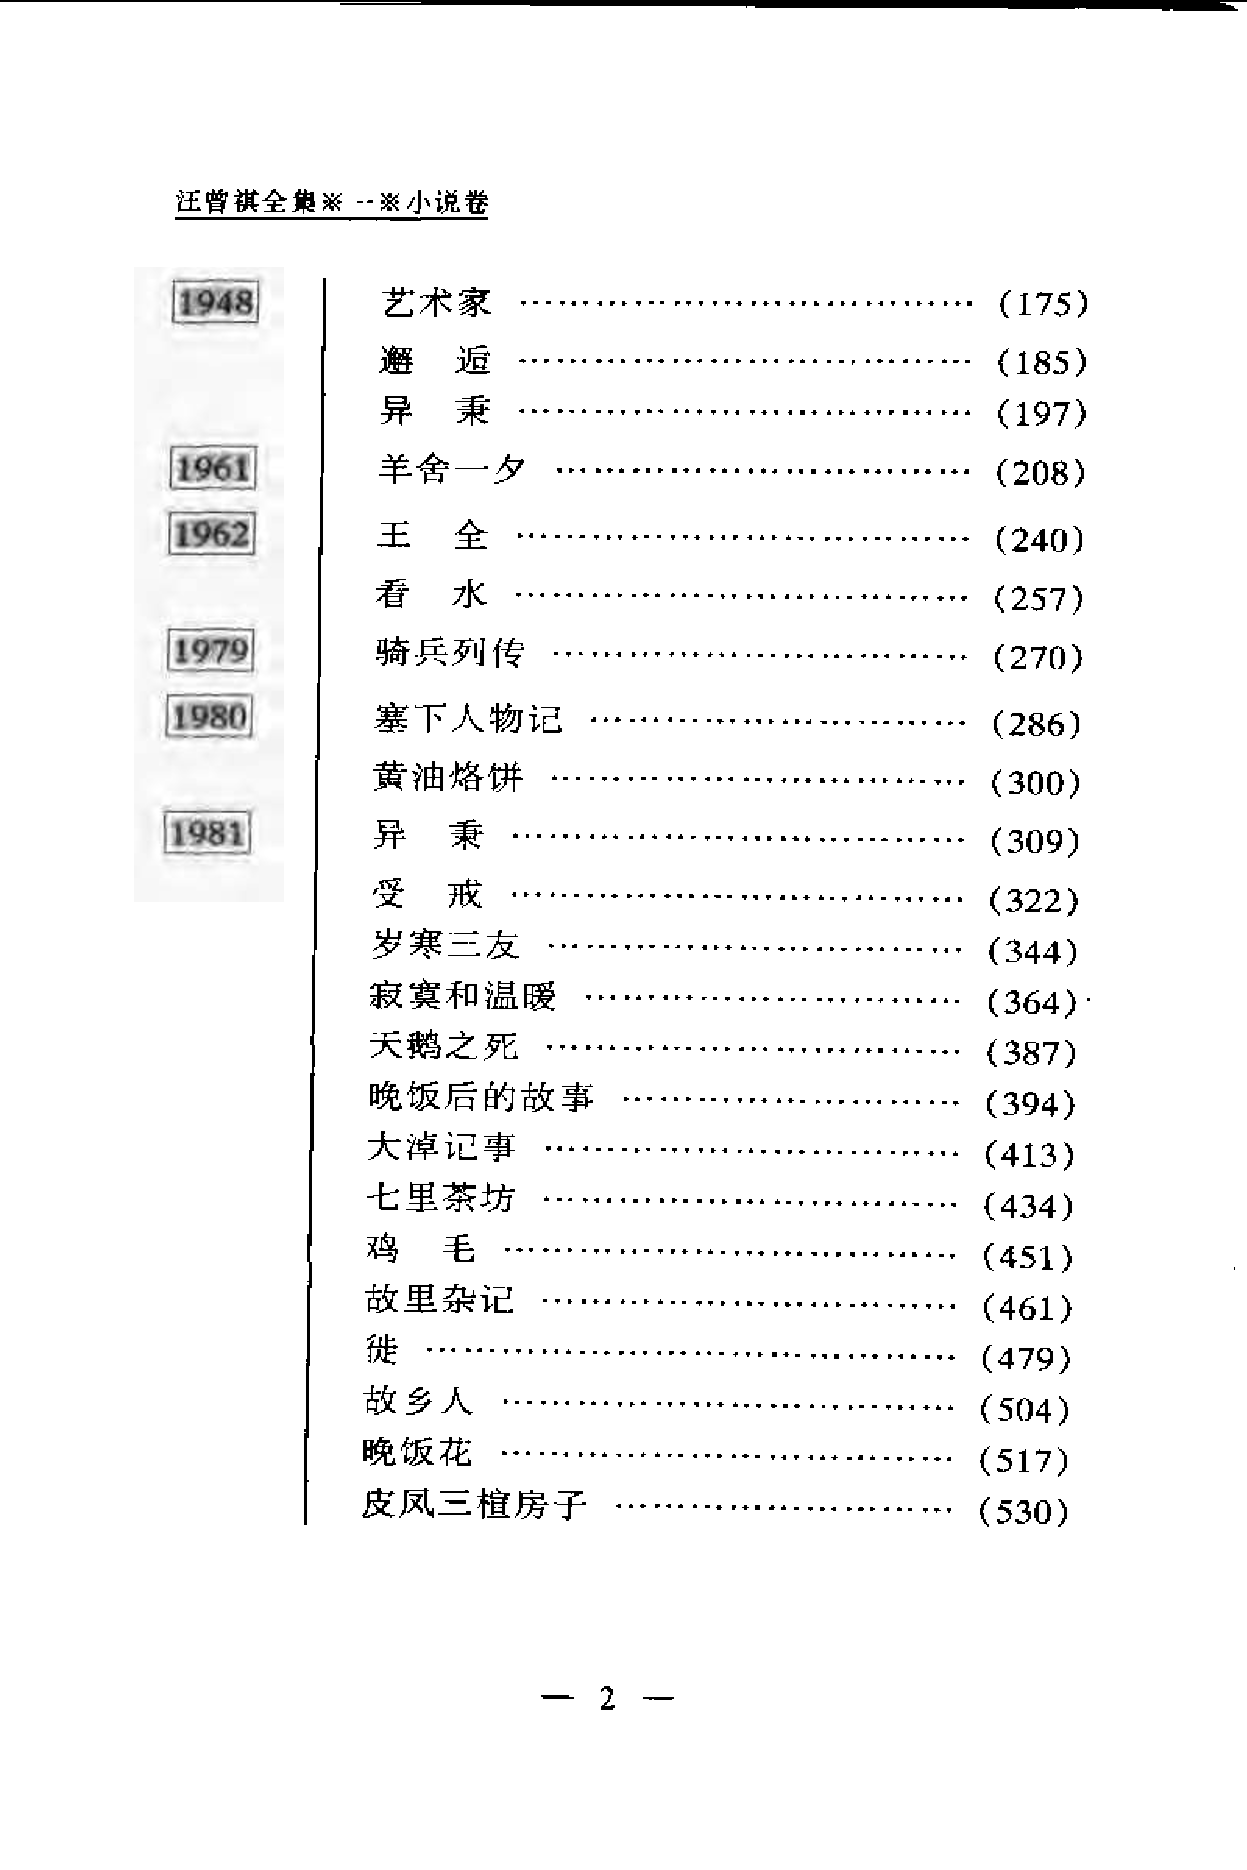 汪曾祺全集※一※小说卷
1948 艺术家 …………………………………… (175)
邂　逅 …………………………………… (185)
异　秉 …………………………………… (197)
1961 羊舍一夕 ………………………………… (208)
1962 王　全 …………………………………… (240)
看　水 …………………………………… (257)
1979 骑兵列传 ………………………………… (270)
1980 塞下人物记 ……………………………… (286)
黄油烙饼 ………………………………… (300)
1981 异　秉 …………………………………… (309)
受　戒 …………………………………… (322)
岁寒三友 ………………………………… (344)
寂寞和温暖 ……………………………… (364)
天鹅之死 ………………………………… (387)
晚饭后的故事 …………………………… (394)
大淖记事 ………………………………… (413)
七里茶坊 ………………………………… (434)
鸡　毛 …………………………………… (451)
故里杂记 ………………………………… (461)
徙 ………………………………………… (479)
故乡人 …………………………………… (504)
晚饭花 …………………………………… (517)
皮凤三楦房子 …………………………… (530)
— 2 —